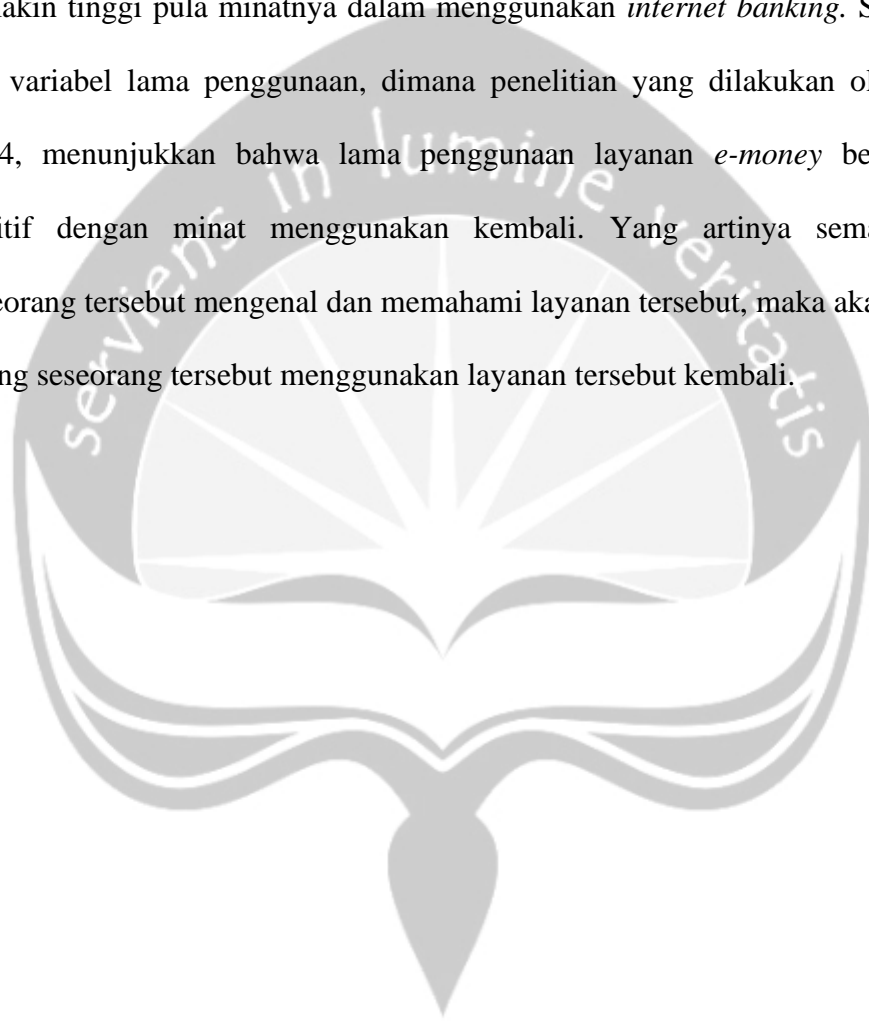 akin tinggi pula minatnya dalam menggunakan internet banking. S
variabel lama penggunaan, dimana penelitian yang dilakukan ol
4, menunjukkan bahwa lama penggunaan layanan e-money be
itif dengan minat menggunakan kembali. Yang artinya sema
eorang tersebut mengenal dan memahami layanan tersebut, maka aka
ng seseorang tersebut menggunakan layanan tersebut kembali.
serviens in lumine veritatis